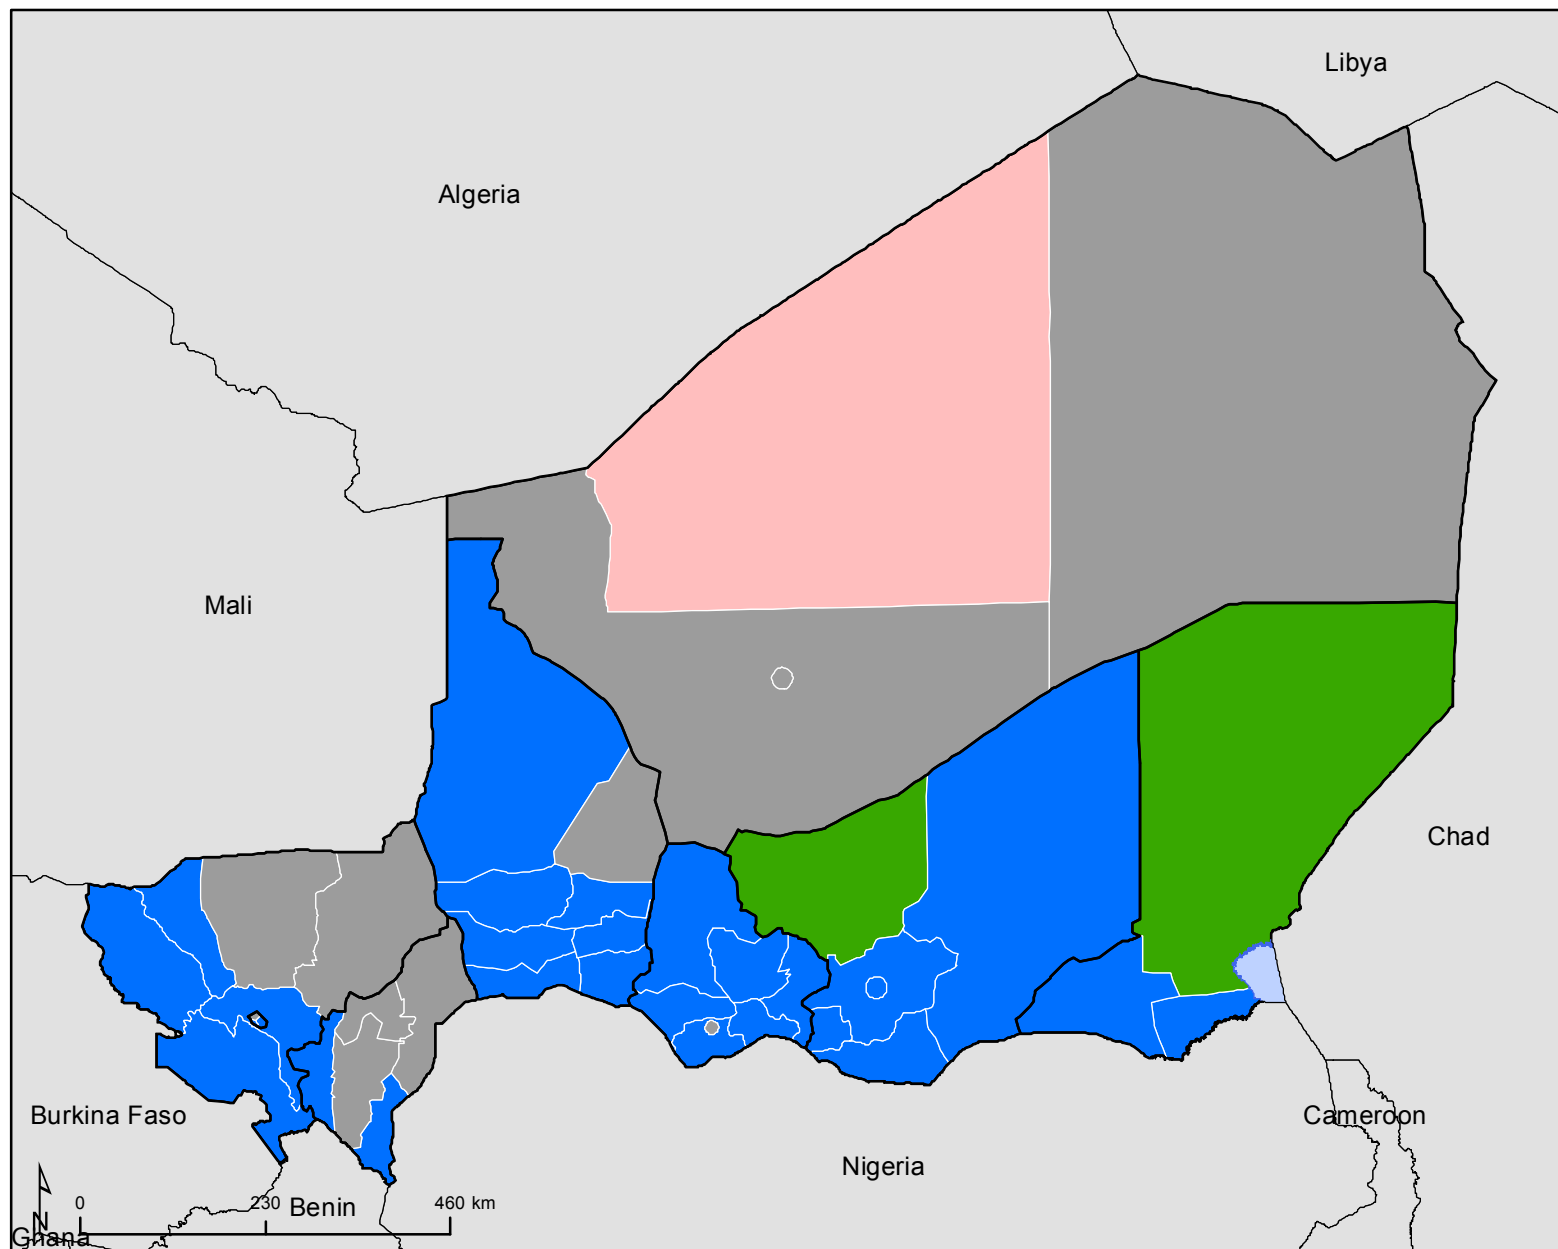 Libya
Algeria
Mali
Chad
Burkina Faso
Cameroon
Nigeria
0 230 460 km
Benin
N
Ghana